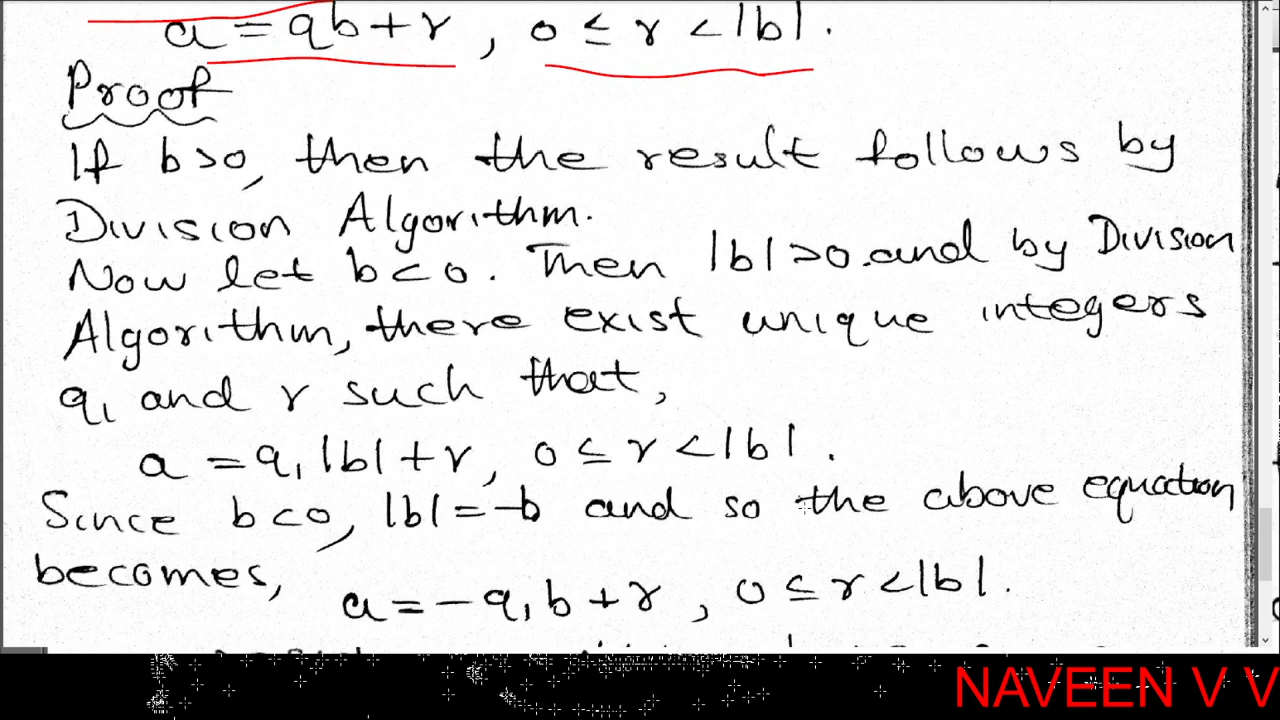 a = qb + r , 0 ≤ r < |b| .
Proof
If b>0, then the result follows by
Division Algorithm.
Now let b<0. Then |b|>0 and by Division
Algorithm, there exist unique integers
q₁ and r such that,
a = q₁|b| + r, 0 ≤ r < |b| .
Since b<0, |b| = -b and so the above equation
becomes,
a = - q₁b + r , 0 ≤ r < |b| .
NAVEEN V V